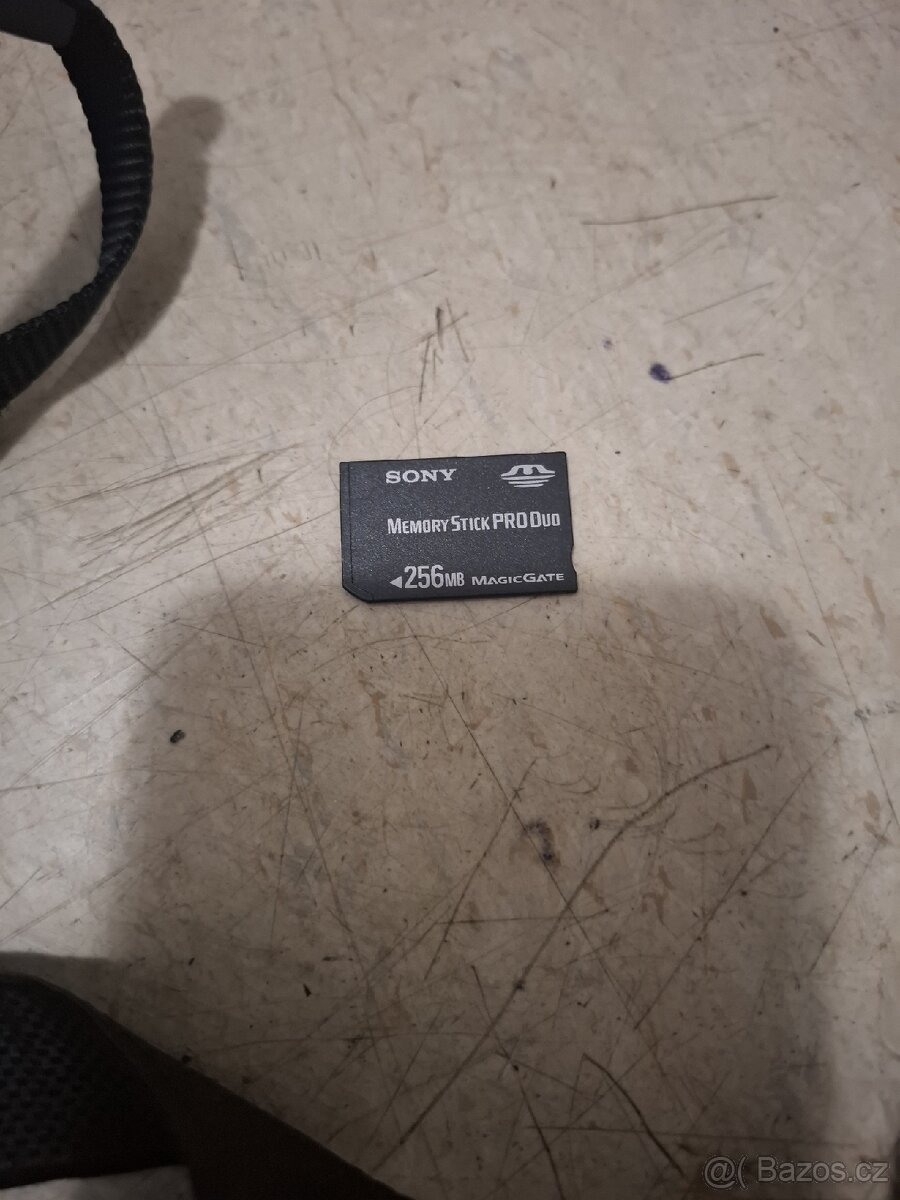 SONY
MEMORY STICK PRO DUO
256MB MAGICGATE
@( Bazos.cz